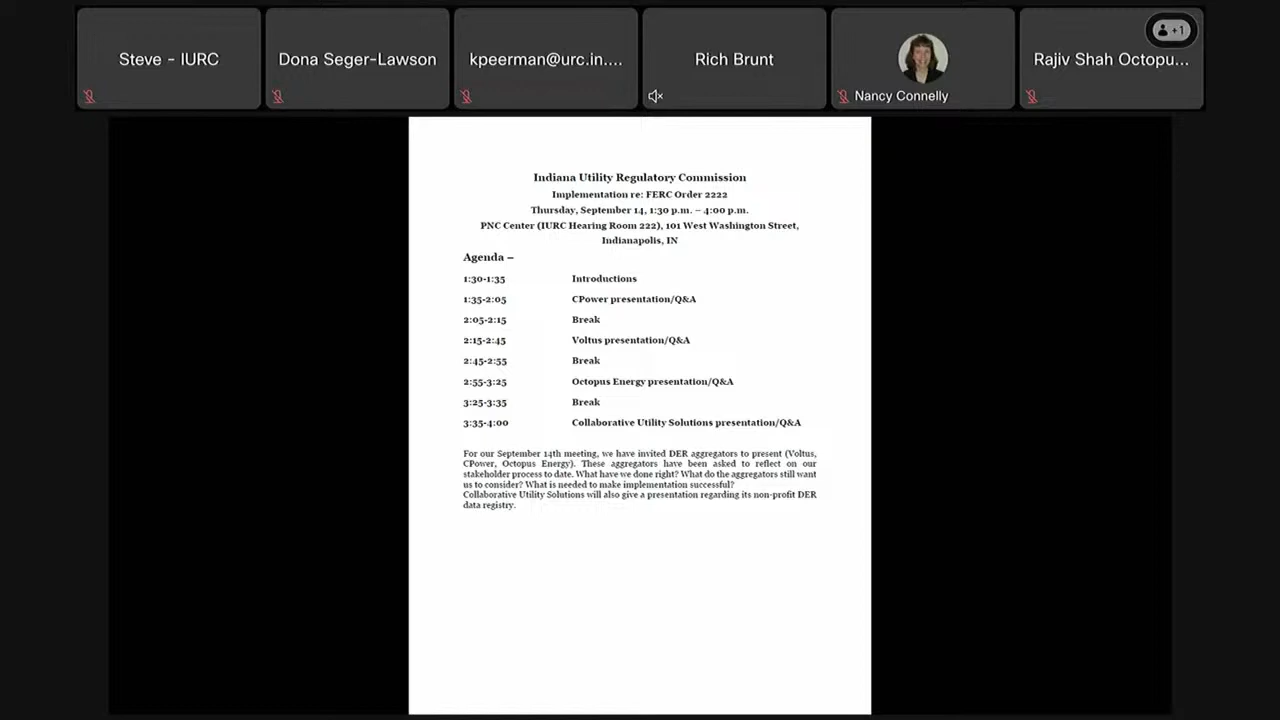 Steve - IURC
Dona Seger-Lawson
kpeerman@urc.in....
Rich Brunt
Nancy Connelly
Rajiv Shah Octopu...
+1
Indiana Utility Regulatory Commission
Implementation re: FERC Order 2222
Thursday, September 14, 1:30 p.m. – 4:00 p.m.
PNC Center (IURC Hearing Room 222), 101 West Washington Street,
Indianapolis, IN
Agenda –
1:30-1:35 Introductions
1:35-2:05 CPower presentation/Q&A
2:05-2:15 Break
2:15-2:45 Voltus presentation/Q&A
2:45-2:55 Break
2:55-3:25 Octopus Energy presentation/Q&A
3:25-3:35 Break
3:35-4:00 Collaborative Utility Solutions presentation/Q&A
For our September 14th meeting, we have invited DER aggregators to present (Voltus,
CPower, Octopus Energy). These aggregators have been asked to reflect on our
stakeholder process to date. What have we done right? What do the aggregators still want
us to consider? What is needed to make implementation successful?
Collaborative Utility Solutions will also give a presentation regarding its non-profit DER
data registry.